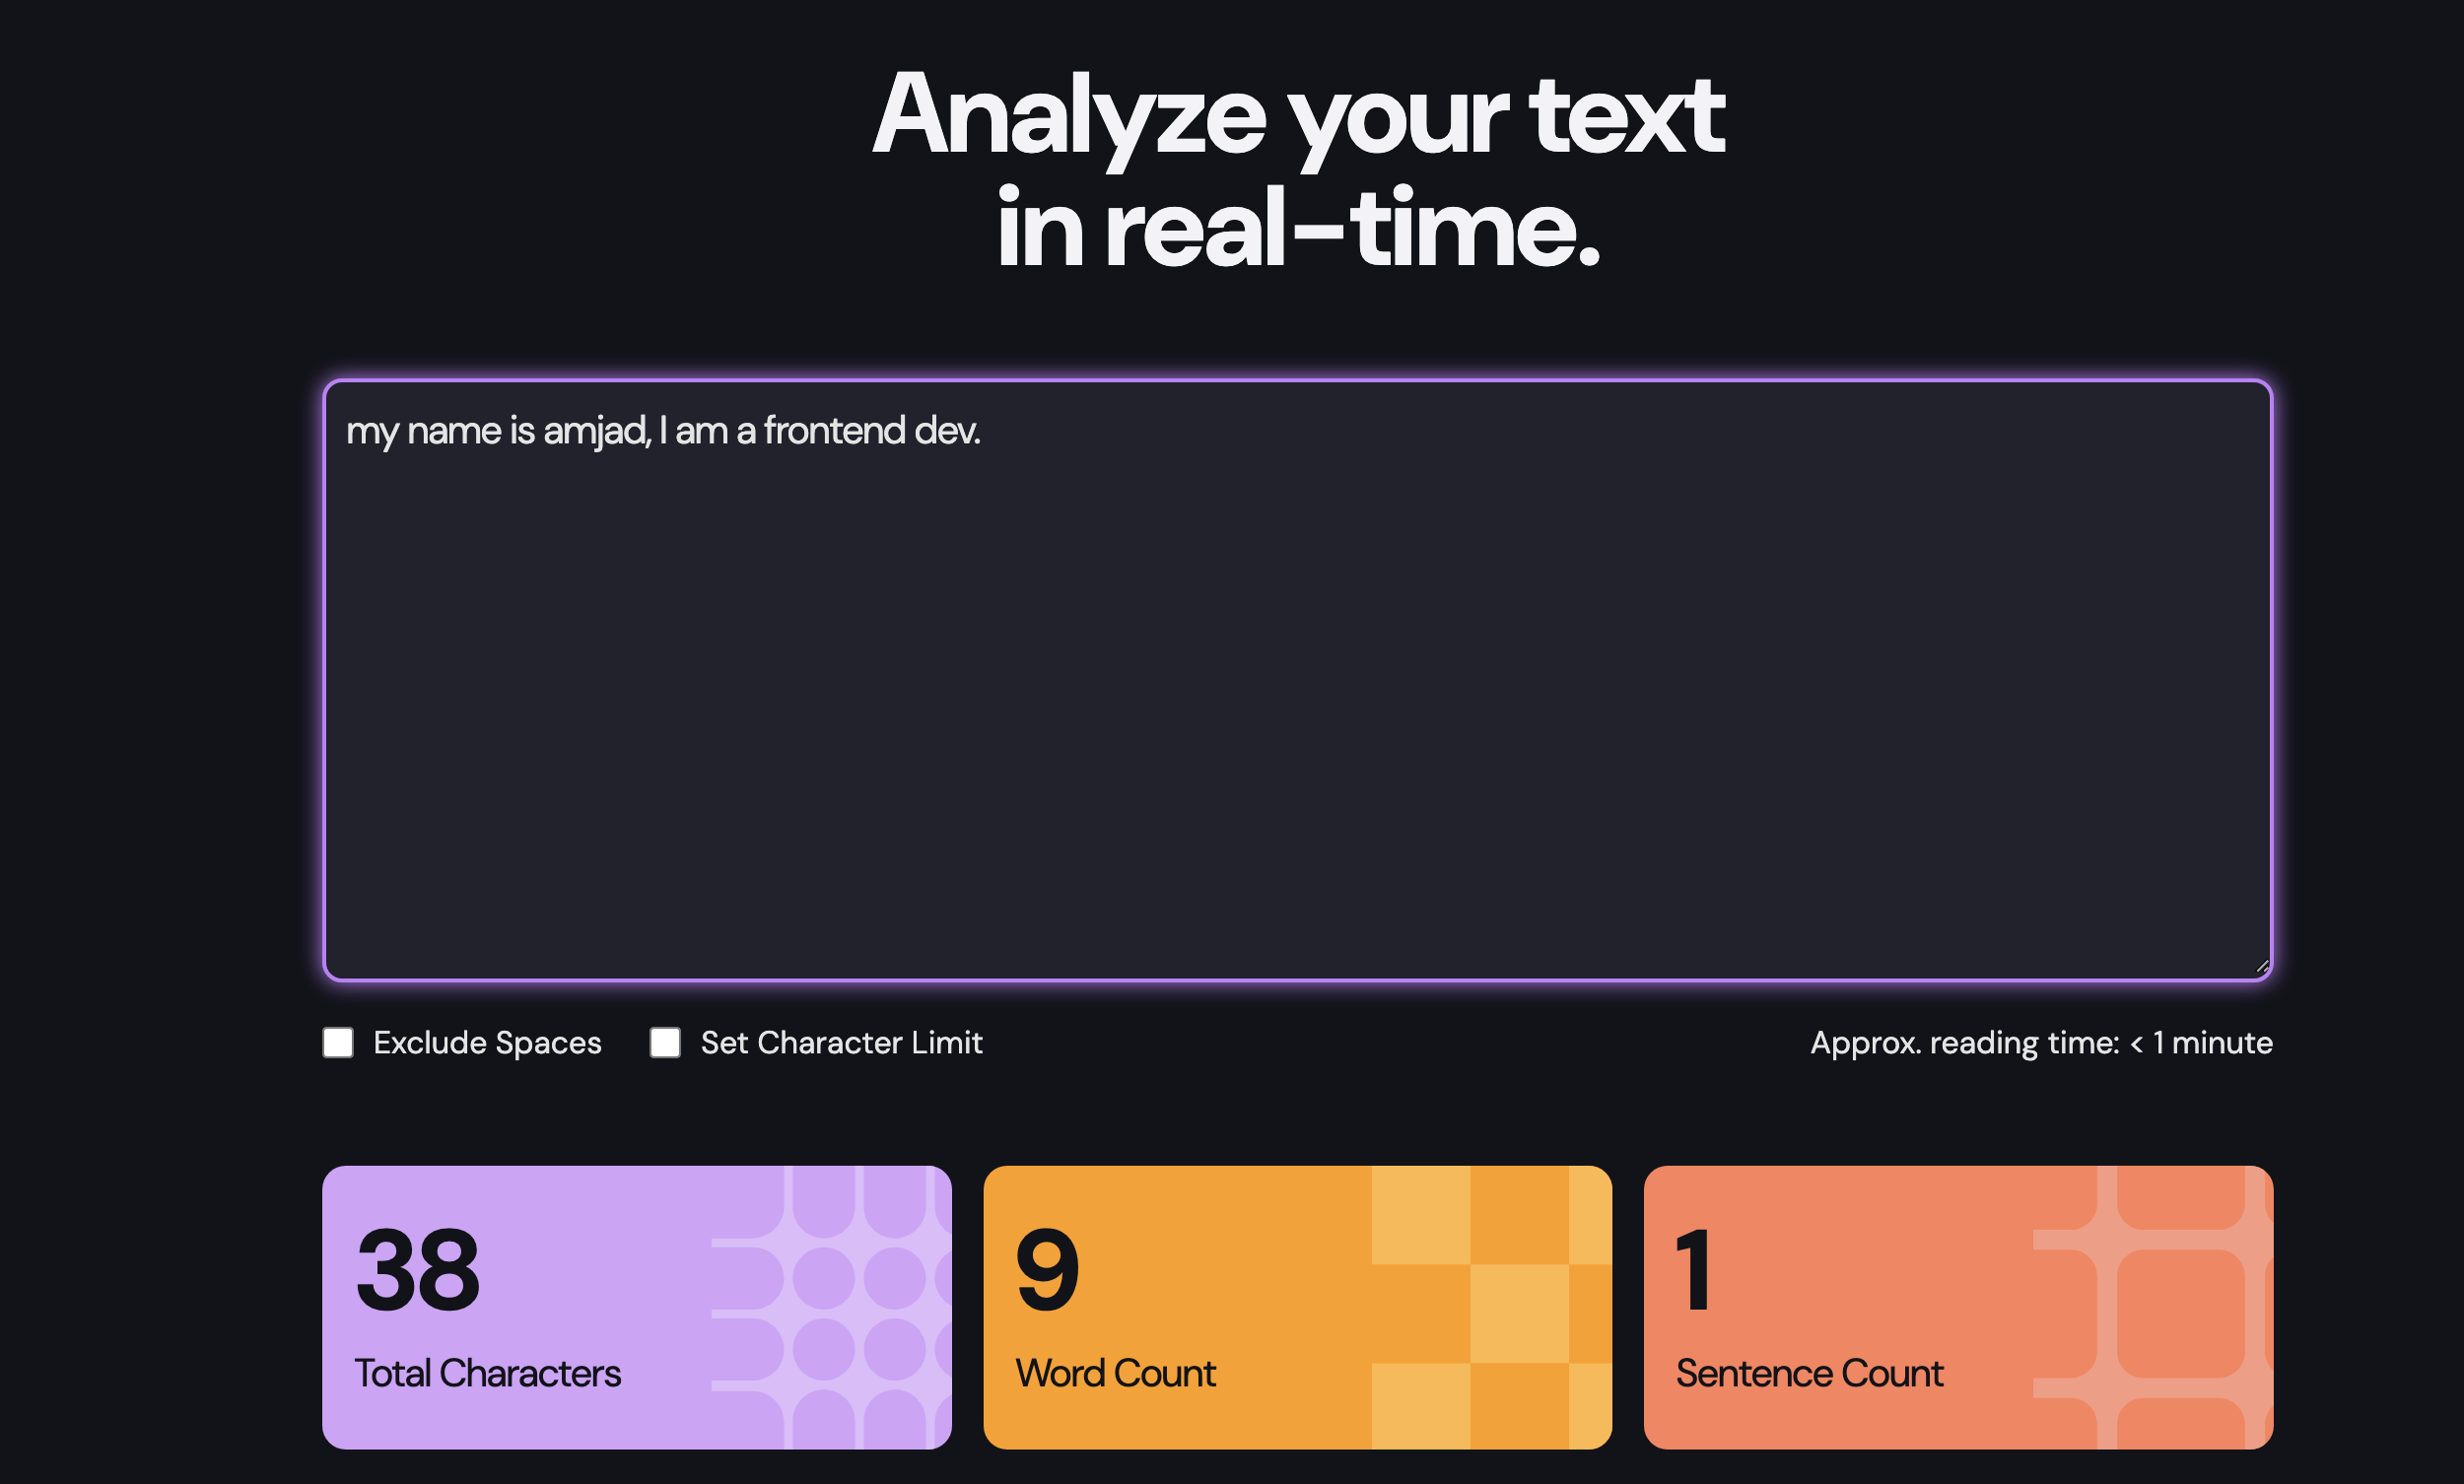 Analyze your text
in real-time.
my name is amjad, I am a frontend dev.
Exclude Spaces
Set Character Limit
Approx. reading time: < 1 minute
38
Total Characters
9
Word Count
1
Sentence Count